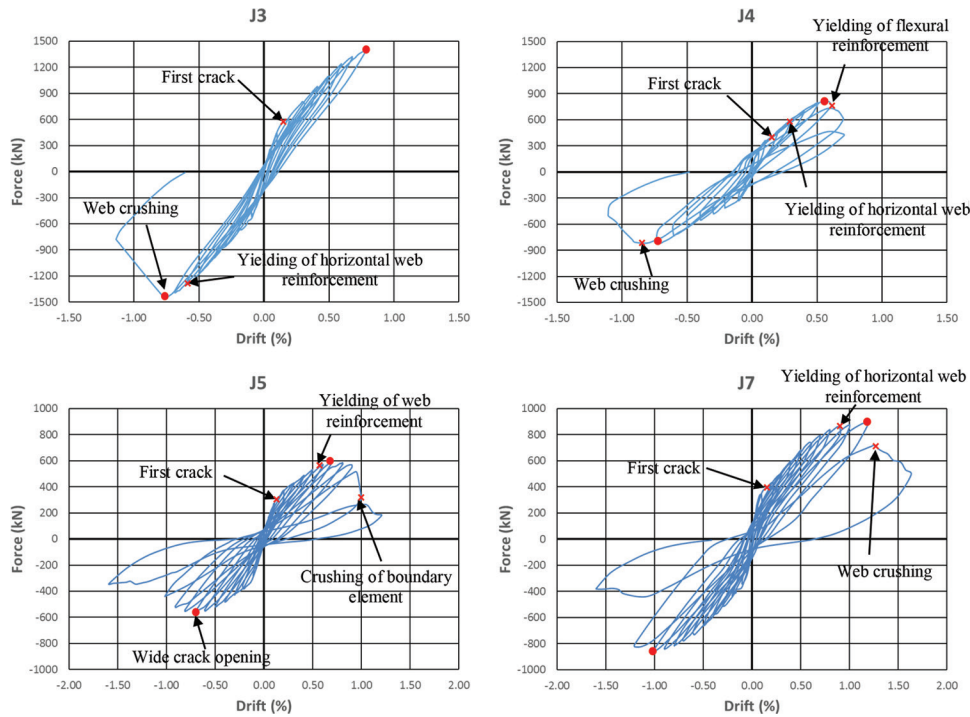 J3
1500
1200
900
600
300
0
-300
-600
-900
-1200
-1500
-1.50
-1.00
-0.50
0.00
0.50
1.00
1.50
Force (kN)
Drift (%)
First crack
Web crushing
Yielding of horizontal web
reinforcement
J4
1500
1200
900
600
300
0
-300
-600
-900
-1200
-1500
-1.50
-1.00
-0.50
0.00
0.50
1.00
1.50
Force (kN)
Drift (%)
Yielding of flexural
reinforcement
First crack
Yielding of horizontal web
reinforcement
Web crushing
J5
1000
800
600
400
200
0
-200
-400
-600
-800
-1000
-2.00
-1.50
-1.00
-0.50
0.00
0.50
1.00
1.50
2.00
Force (kN)
Drift (%)
Yielding of web
reinforcement
First crack
Crushing of boundary
element
Wide crack opening
J7
1000
800
600
400
200
0
-200
-400
-600
-800
-1000
-2.00
-1.50
-1.00
-0.50
0.00
0.50
1.00
1.50
2.00
Force (kN)
Drift (%)
Yielding of horizontal web
reinforcement
First crack
Web crushing